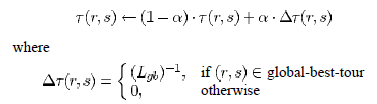 τ(r, s) ← (1 − α) · τ(r, s) + α · Δτ(r, s)
where
Δτ(r, s) = { (L_gb)^−1, if (r, s) ∈ global-best-tour
0, otherwise